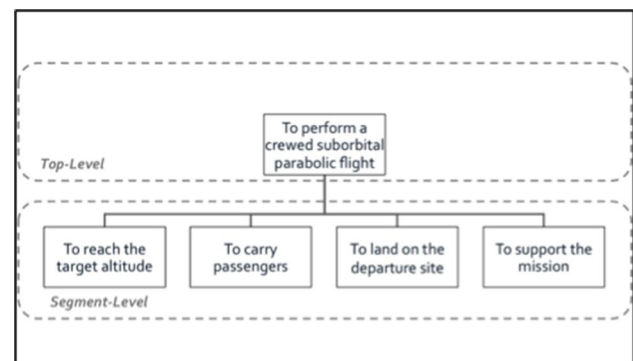 To perform a
crewed suborbital
parabolic flight
Top-Level
To reach the
target altitude
To carry
passengers
To land on the
departure site
To support the
mission
Segment-Level